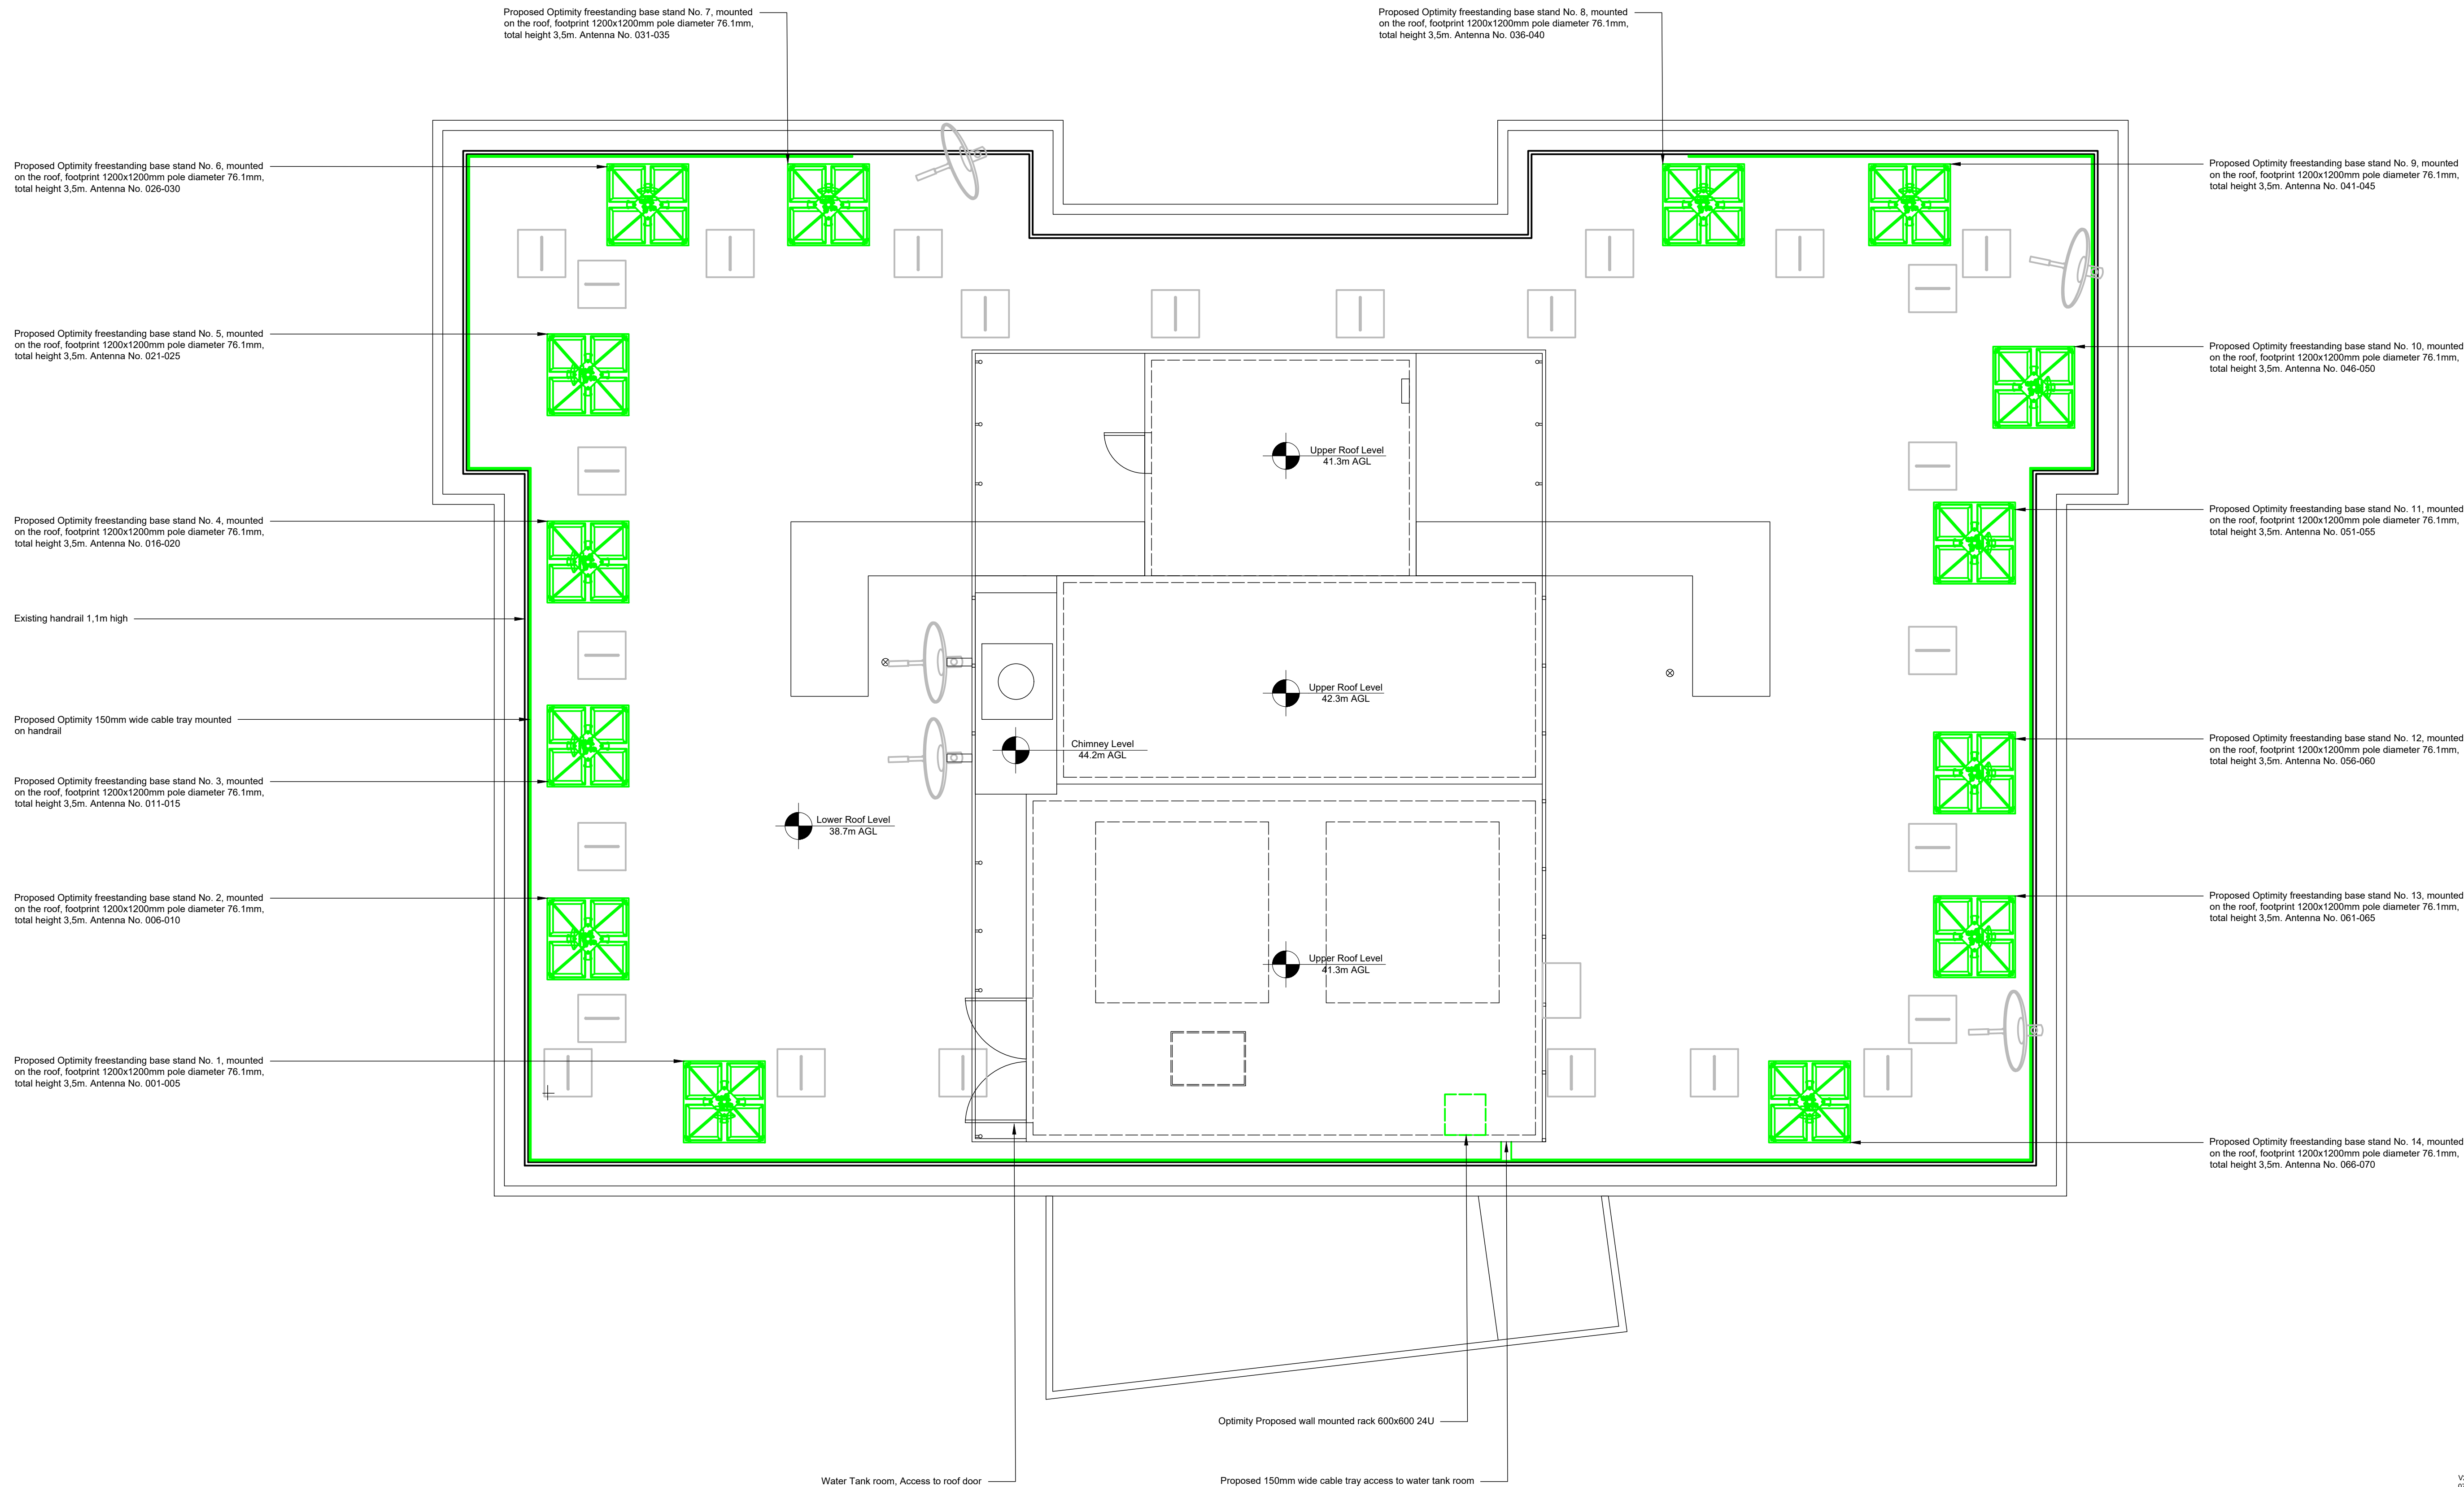 Proposed Optimity freestanding base stand No. 7, mounted
on the roof, footprint 1200x1200mm pole diameter 76.1mm,
total height 3,5m. Antenna No. 031-035
Proposed Optimity freestanding base stand No. 8, mounted
on the roof, footprint 1200x1200mm pole diameter 76.1mm,
total height 3,5m. Antenna No. 036-040
Proposed Optimity freestanding base stand No. 6, mounted
on the roof, footprint 1200x1200mm pole diameter 76.1mm,
total height 3,5m. Antenna No. 026-030
Proposed Optimity freestanding base stand No. 5, mounted
on the roof, footprint 1200x1200mm pole diameter 76.1mm,
total height 3,5m. Antenna No. 021-025
Proposed Optimity freestanding base stand No. 4, mounted
on the roof, footprint 1200x1200mm pole diameter 76.1mm,
total height 3,5m. Antenna No. 016-020
Existing handrail 1,1m high
Proposed Optimity 150mm wide cable tray mounted
on handrail
Proposed Optimity freestanding base stand No. 3, mounted
on the roof, footprint 1200x1200mm pole diameter 76.1mm,
total height 3,5m. Antenna No. 011-015
Proposed Optimity freestanding base stand No. 2, mounted
on the roof, footprint 1200x1200mm pole diameter 76.1mm,
total height 3,5m. Antenna No. 006-010
Proposed Optimity freestanding base stand No. 1, mounted
on the roof, footprint 1200x1200mm pole diameter 76.1mm,
total height 3,5m. Antenna No. 001-005
Upper Roof Level
41.3m AGL
Upper Roof Level
42.3m AGL
Chimney Level
44.2m AGL
Lower Roof Level
38.7m AGL
Upper Roof Level
41.3m AGL
Proposed Optimity freestanding base stand No. 9, mounted
on the roof, footprint 1200x1200mm pole diameter 76.1mm,
total height 3,5m. Antenna No. 041-045
Proposed Optimity freestanding base stand No. 10, mounted
on the roof, footprint 1200x1200mm pole diameter 76.1mm,
total height 3,5m. Antenna No. 046-050
Proposed Optimity freestanding base stand No. 11, mounted
on the roof, footprint 1200x1200mm pole diameter 76.1mm,
total height 3,5m. Antenna No. 051-055
Proposed Optimity freestanding base stand No. 12, mounted
on the roof, footprint 1200x1200mm pole diameter 76.1mm,
total height 3,5m. Antenna No. 056-060
Proposed Optimity freestanding base stand No. 13, mounted
on the roof, footprint 1200x1200mm pole diameter 76.1mm,
total height 3,5m. Antenna No. 061-065
Proposed Optimity freestanding base stand No. 14, mounted
on the roof, footprint 1200x1200mm pole diameter 76.1mm,
total height 3,5m. Antenna No. 066-070
Optimity Proposed wall mounted rack 600x600 24U
Water Tank room, Access to roof door
Proposed 150mm wide cable tray access to water tank room